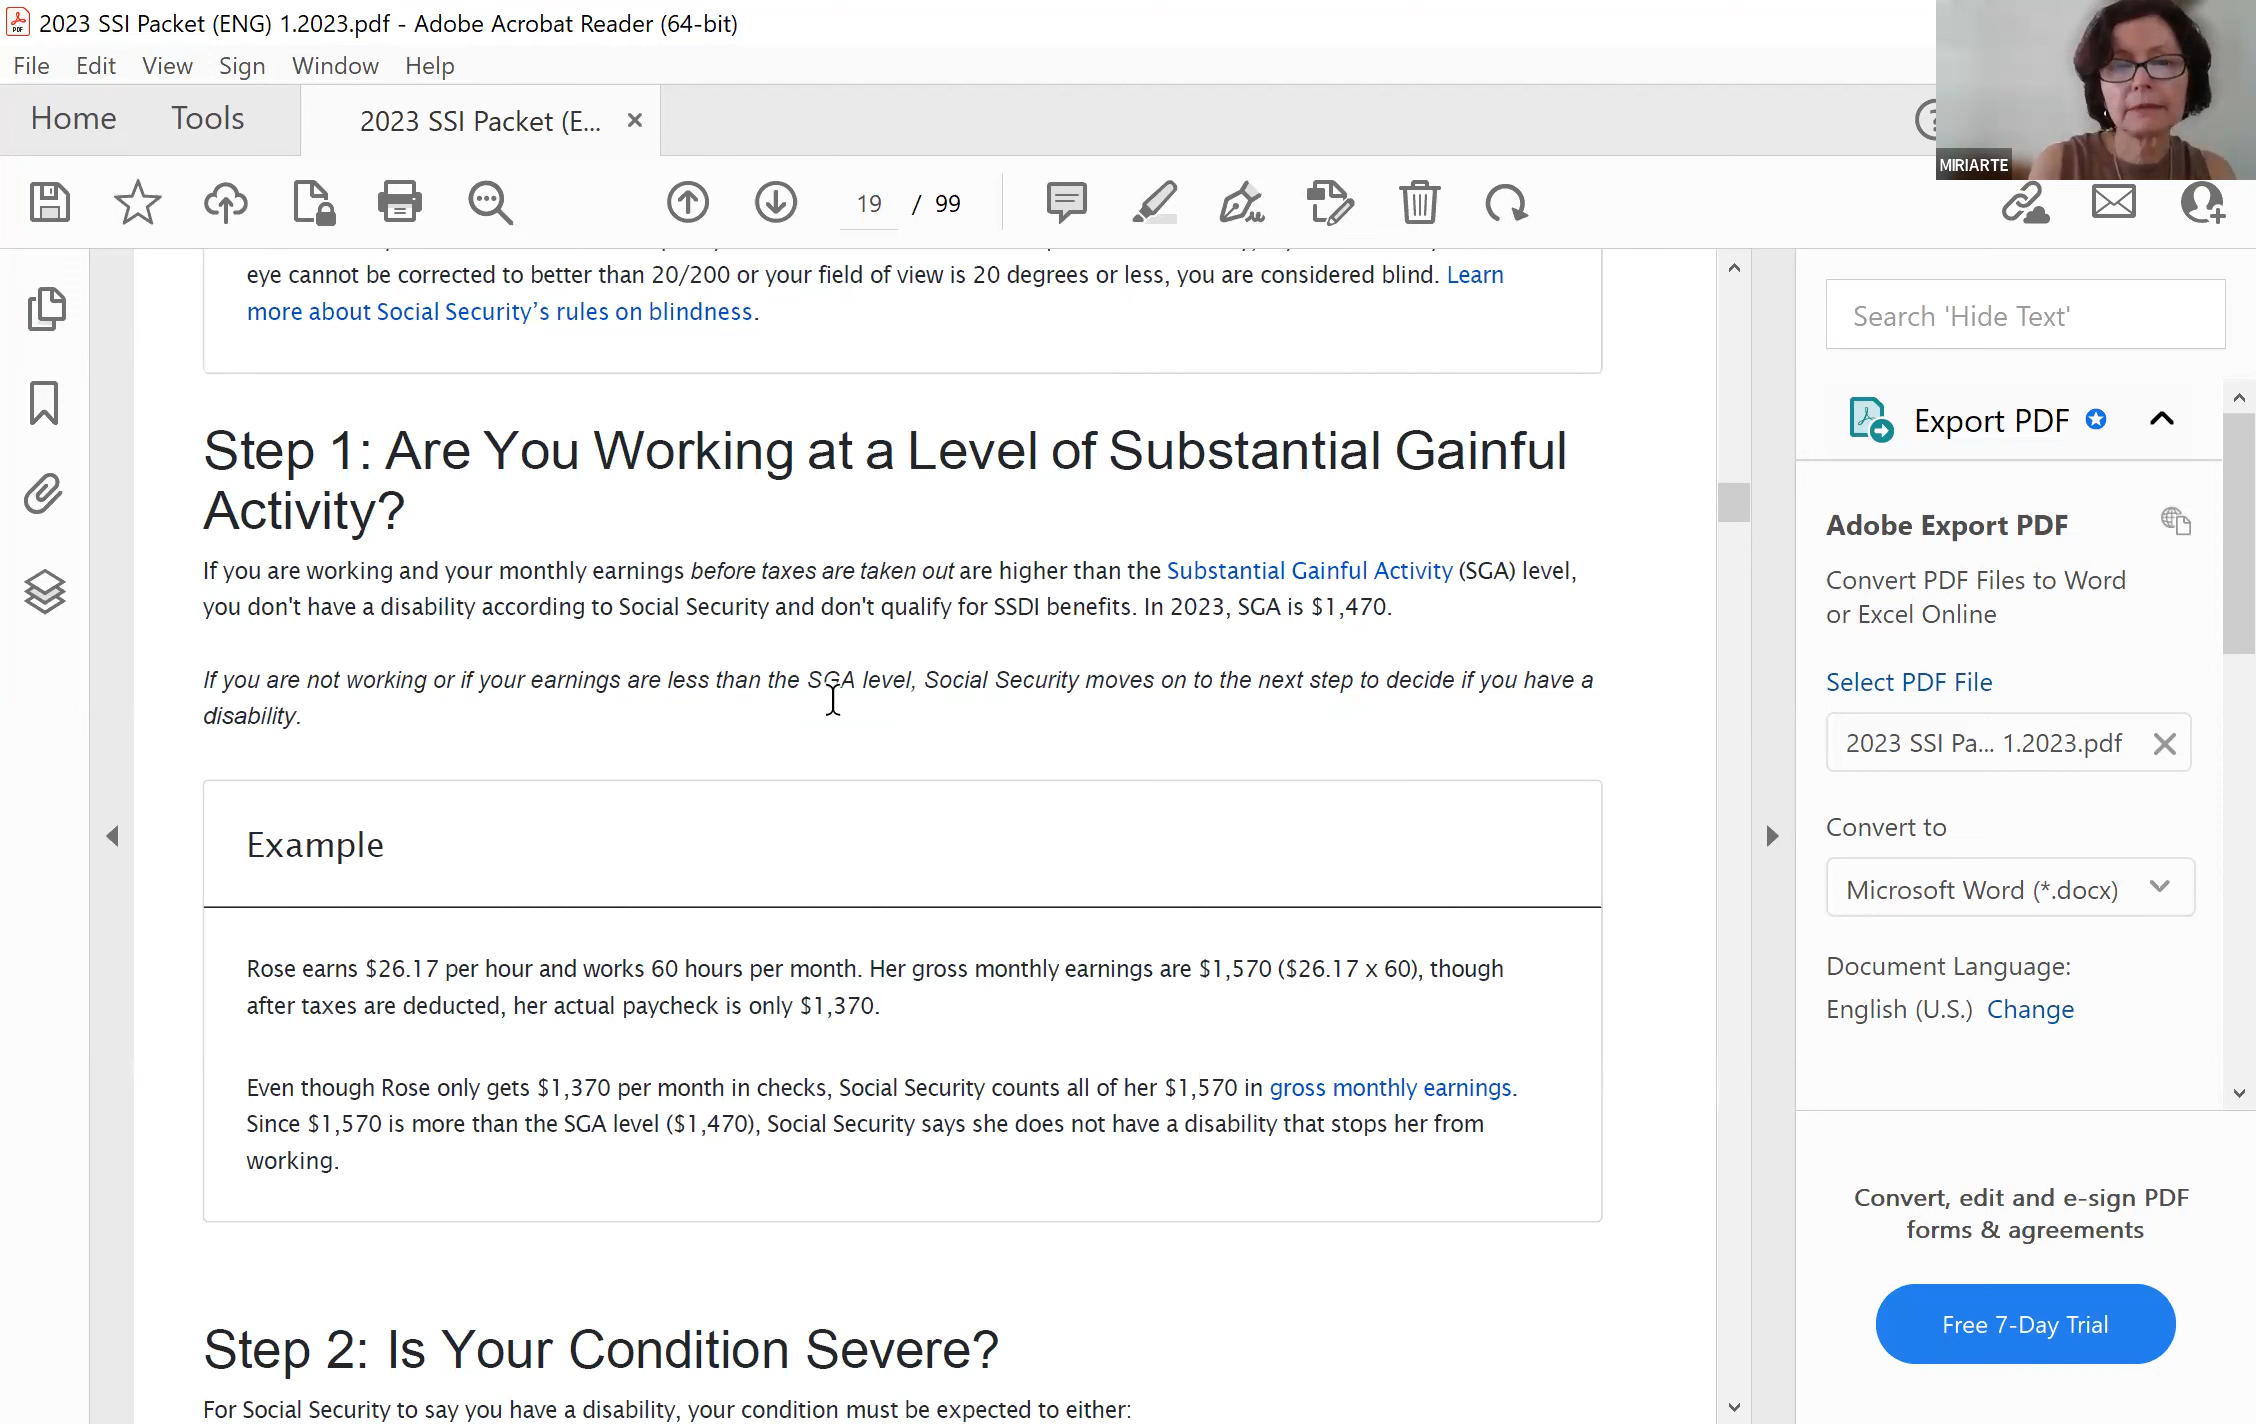 2023 SSI Packet (ENG) 1.2023.pdf - Adobe Acrobat Reader (64-bit)
File Edit View Sign Window Help
MIRIARTE
Home Tools 2023 SSI Packet (E...
19 / 99
eye cannot be corrected to better than 20/200 or your field of view is 20 degrees or less, you are considered blind. Learn
more about Social Security's rules on blindness.
Step 1: Are You Working at a Level of Substantial Gainful
Activity?
If you are working and your monthly earnings before taxes are taken out are higher than the Substantial Gainful Activity (SGA) level,
you don't have a disability according to Social Security and don't qualify for SSDI benefits. In 2023, SGA is $1,470.
If you are not working or if your earnings are less than the SGA level, Social Security moves on to the next step to decide if you have a
disability.
Example
Rose earns $26.17 per hour and works 60 hours per month. Her gross monthly earnings are $1,570 ($26.17 x 60), though
after taxes are deducted, her actual paycheck is only $1,370.
Even though Rose only gets $1,370 per month in checks, Social Security counts all of her $1,570 in gross monthly earnings.
Since $1,570 is more than the SGA level ($1,470), Social Security says she does not have a disability that stops her from
working.
Step 2: Is Your Condition Severe?
For Social Security to say you have a disability, your condition must be expected to either:
Search 'Hide Text'
Export PDF
Adobe Export PDF
Convert PDF Files to Word
or Excel Online
Select PDF File
2023 SSI Pa... 1.2023.pdf
Convert to
Microsoft Word (*.docx)
Document Language:
English (U.S.) Change
Convert, edit and e-sign PDF
forms & agreements
Free 7-Day Trial